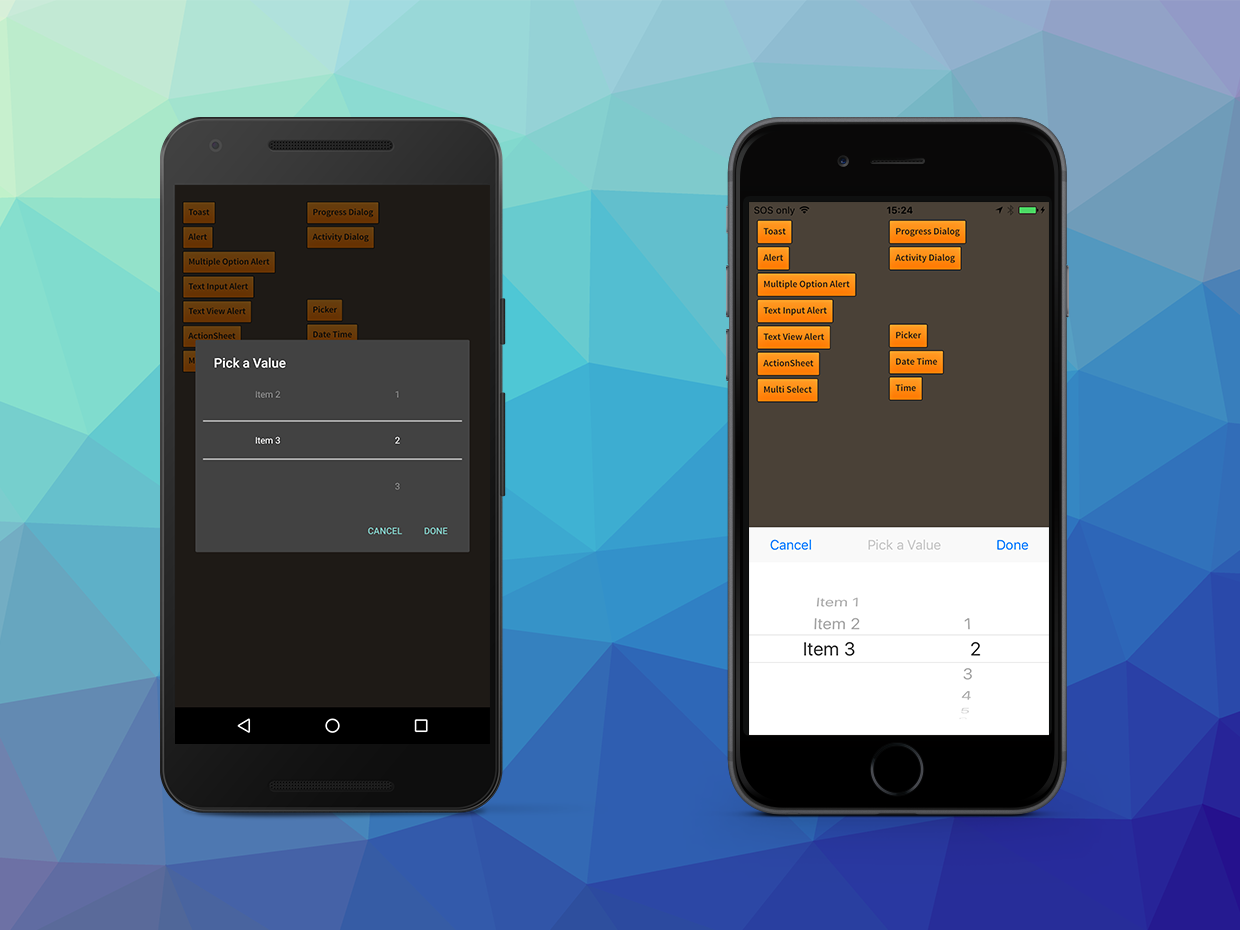 Toast
Progress Dialog
Alert
Activity Dialog
Multiple Option Alert
Text Input Alert
Text View Alert
Picker
ActionSheet
Date Time
M
Pick a Value
Item 2 1
Item 3 2
3
CANCEL DONE
SOS only 15:24
Toast
Progress Dialog
Alert
Activity Dialog
Multiple Option Alert
Text Input Alert
Text View Alert
Picker
ActionSheet
Date Time
Multi Select
Time
Cancel Pick a Value Done
Item 1
Item 2 1
Item 3 2
3
4
5